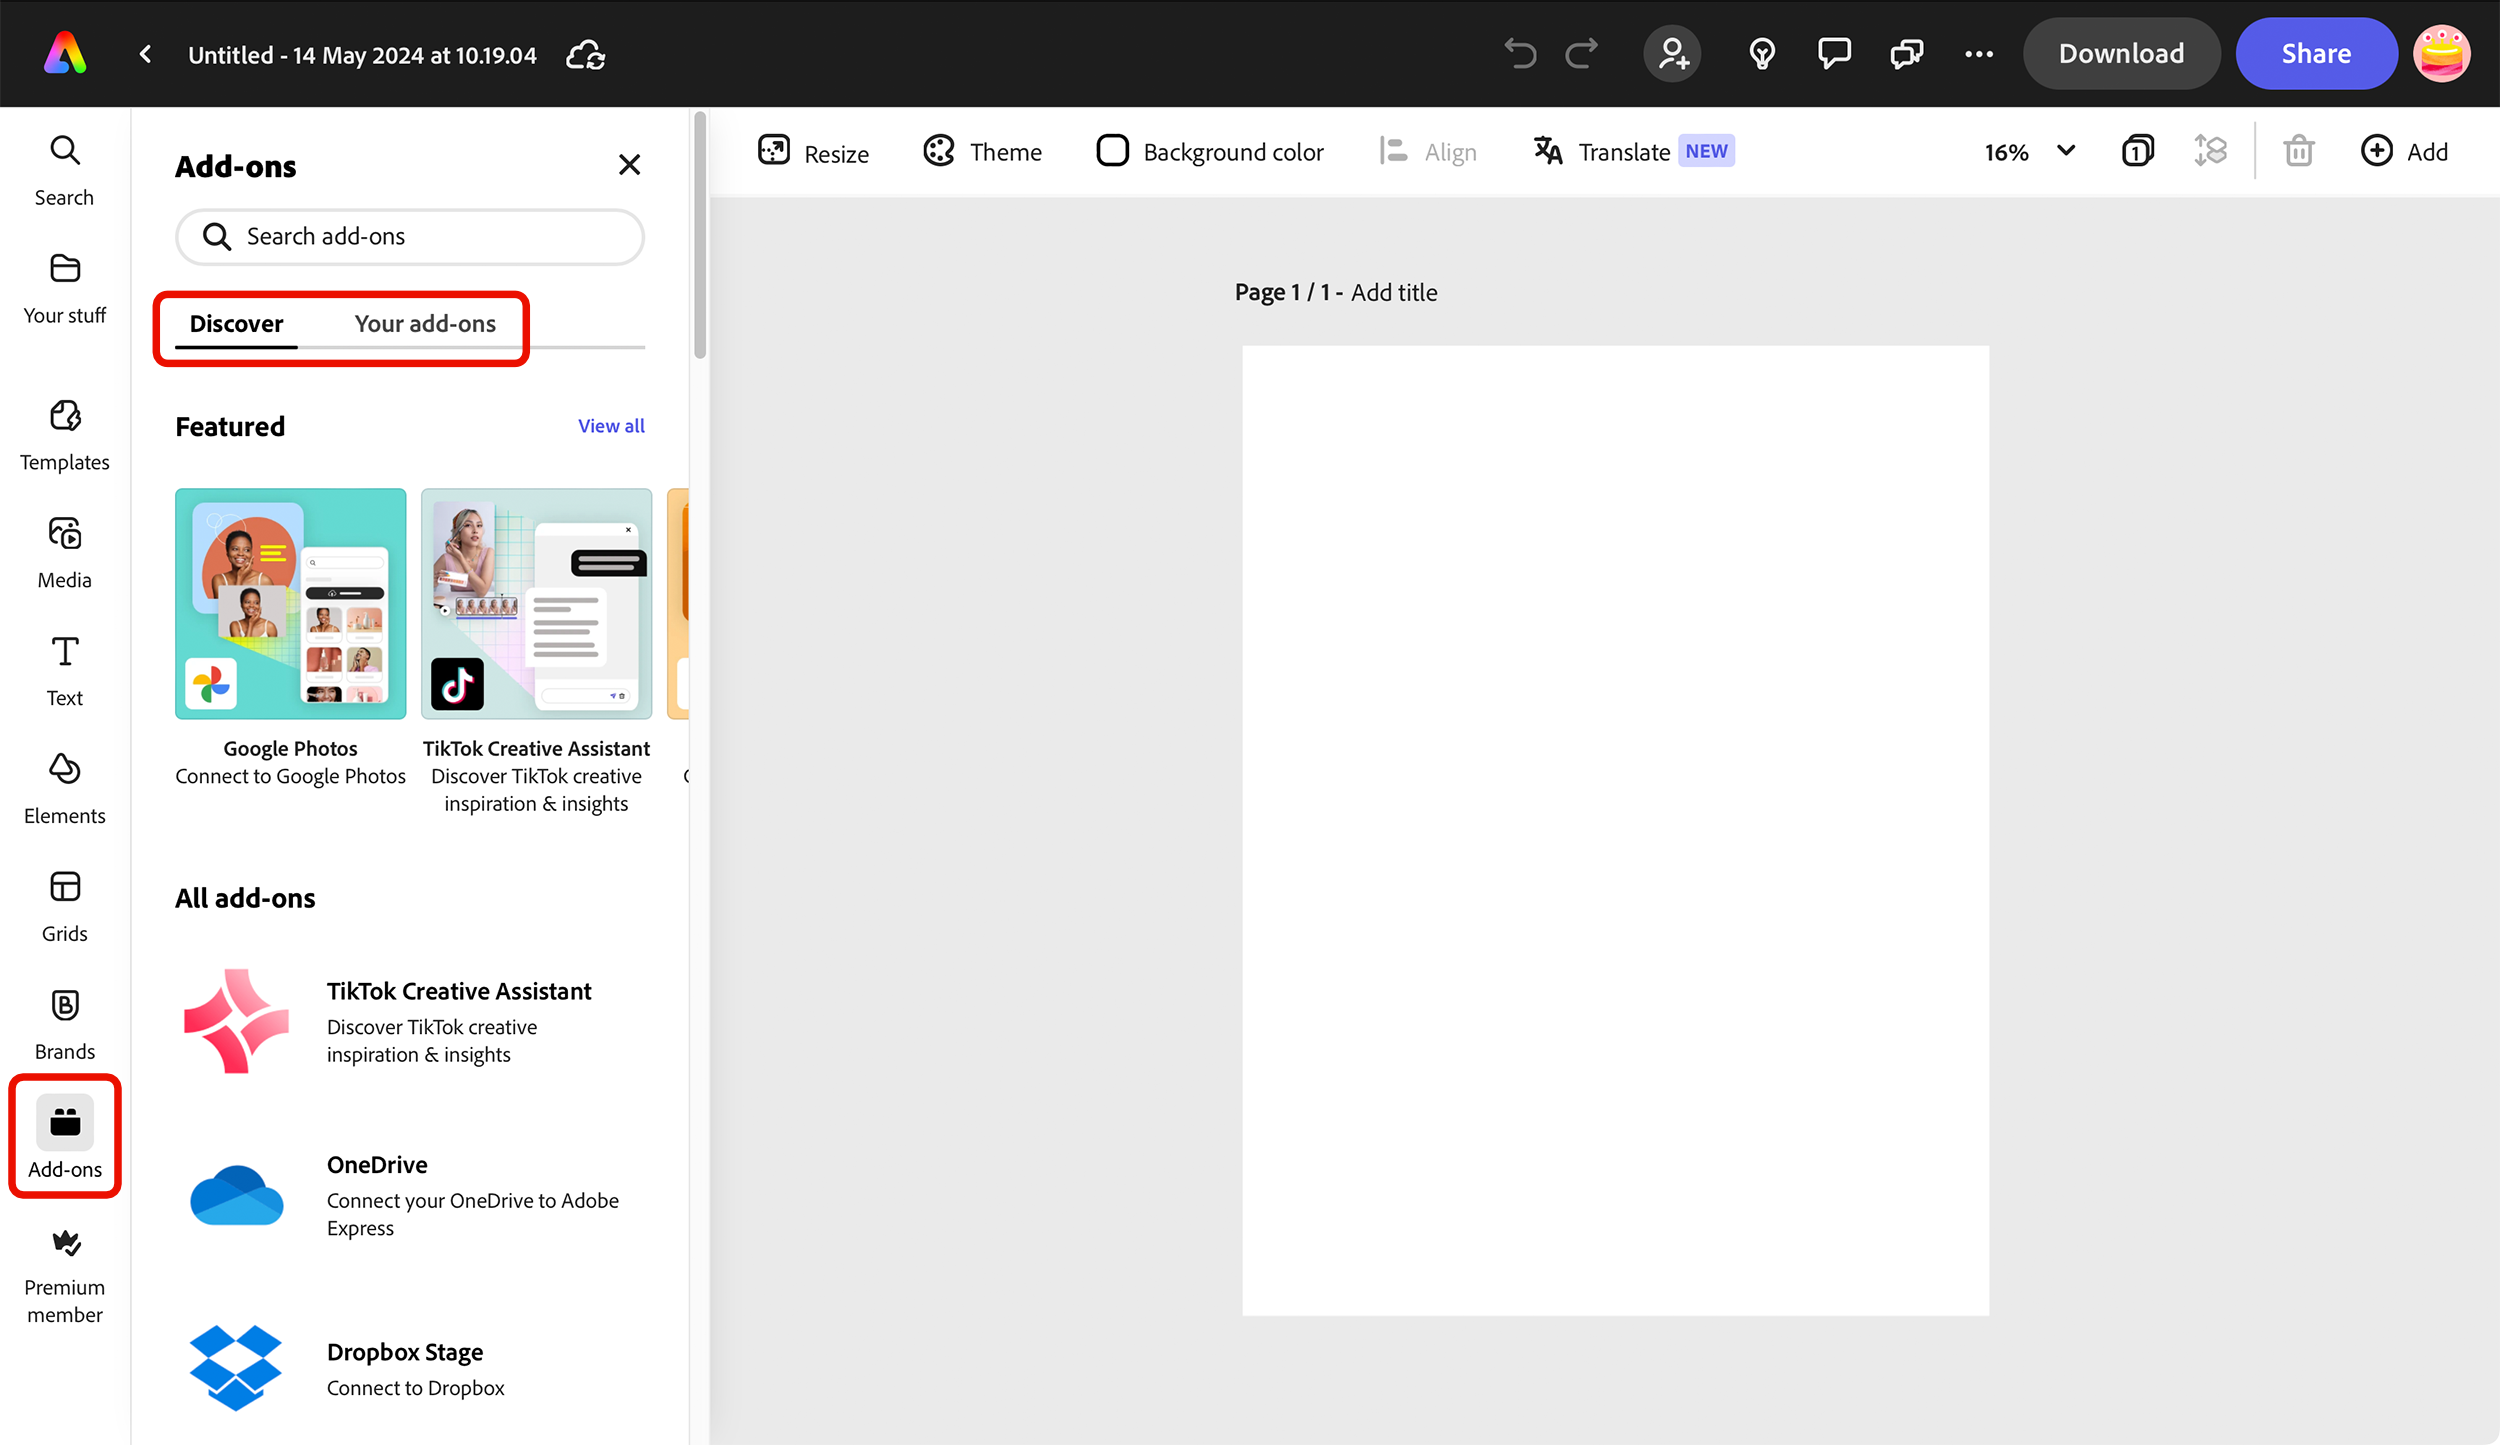 Untitled - 14 May 2024 at 10.19.04
Download
Share
Search
Your stuff
Templates
Media
Text
Elements
Grids
Brands
Add-ons
Premium
member
Add-ons
Search add-ons
Discover
Your add-ons
Featured
View all
Google Photos
Connect to Google Photos
TikTok Creative Assistant
Discover TikTok creative
inspiration & insights
All add-ons
TikTok Creative Assistant
Discover TikTok creative
inspiration & insights
OneDrive
Connect your OneDrive to Adobe
Express
Dropbox Stage
Connect to Dropbox
Resize
Theme
Background color
Align
Translate NEW
16%
1
Add
Page 1 / 1 - Add title